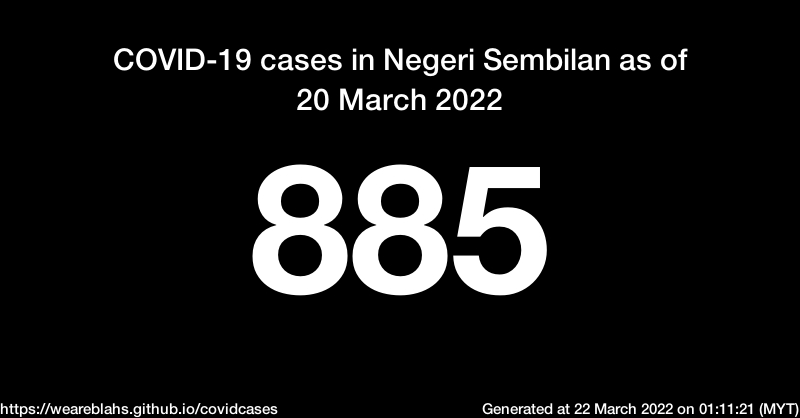 COVID-19 cases in Negeri Sembilan as of
20 March 2022
885
https://weareblahs.github.io/covidcases
Generated at 22 March 2022 on 01:11:21 (MYT)